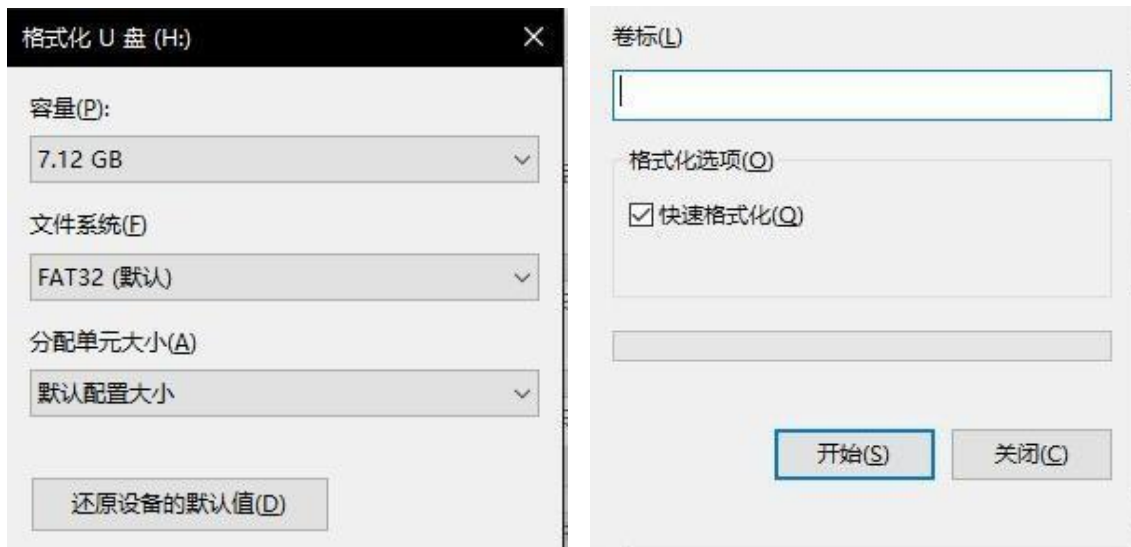 格式化 U 盘 (H:)
容量(P):
7.12 GB
文件系统(F)
FAT32 (默认)
分配单元大小(A)
默认配置大小
还原设备的默认值(D)
卷标(L)
格式化选项(O)
快速格式化(Q)
开始(S)
关闭(C)